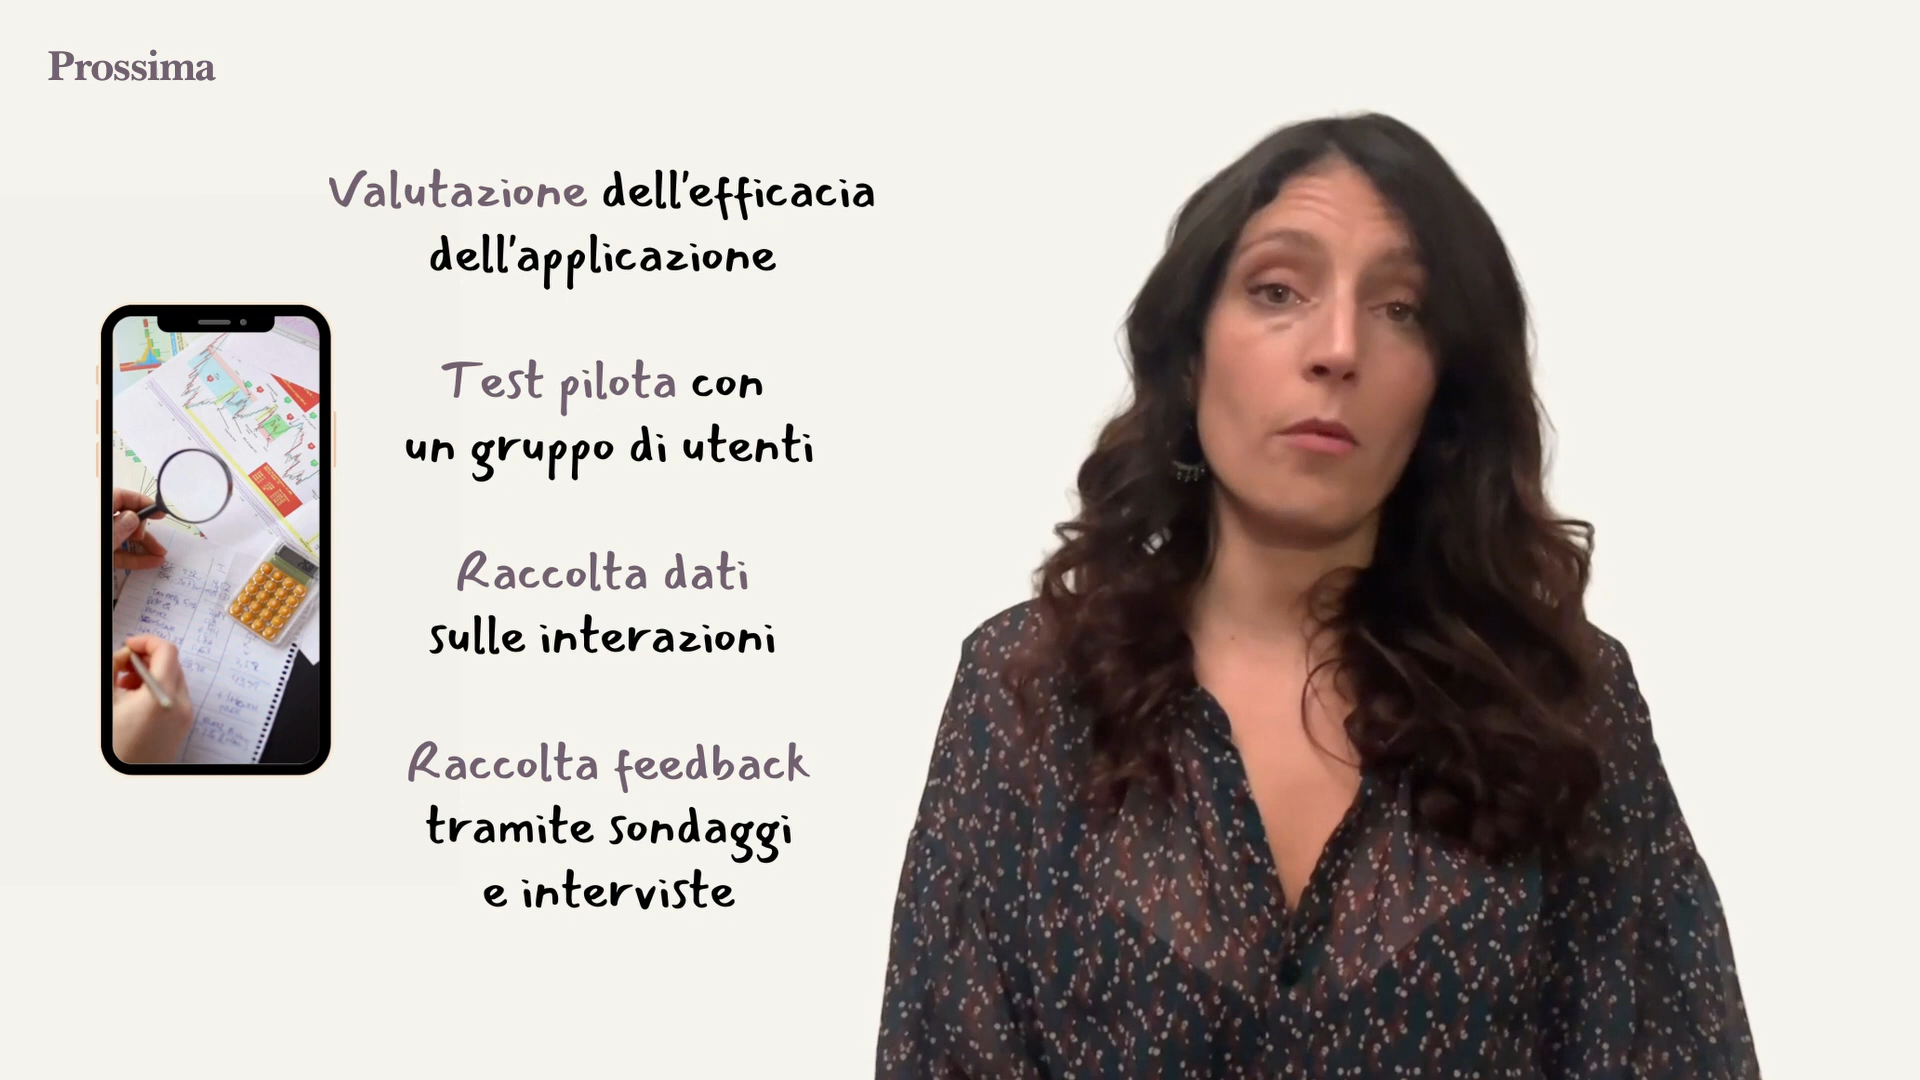 Prossima
Valutazione dell'efficacia
dell'applicazione
Test pilota con
un gruppo di utenti
Raccolta dati
sulle interazioni
Raccolta feedback
tramite sondaggi
e interviste